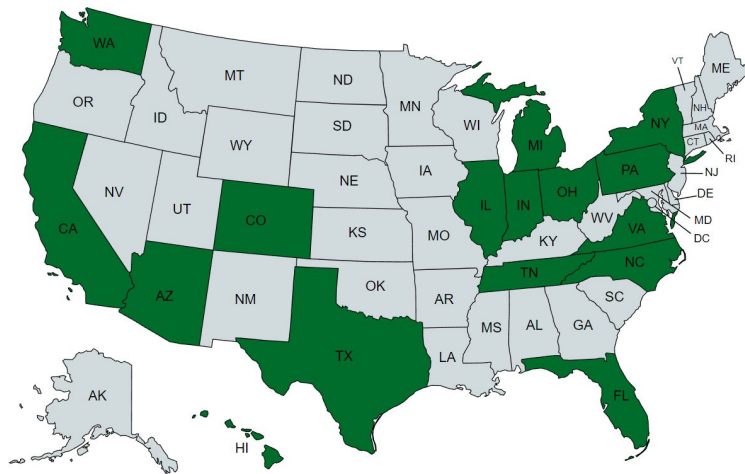 WA
MT
ND
MN
VT
ME
OR
ID
SD
WI
NH
NY
MA
WY
MI
CT
RI
IA
PA
NJ
NV
NE
IL
IN
OH
DE
UT
CO
WV
MD
CA
KS
MO
KY
VA
DC
AZ
NM
OK
AR
TN
NC
SC
MS
AL
GA
TX
LA
AK
FL
HI